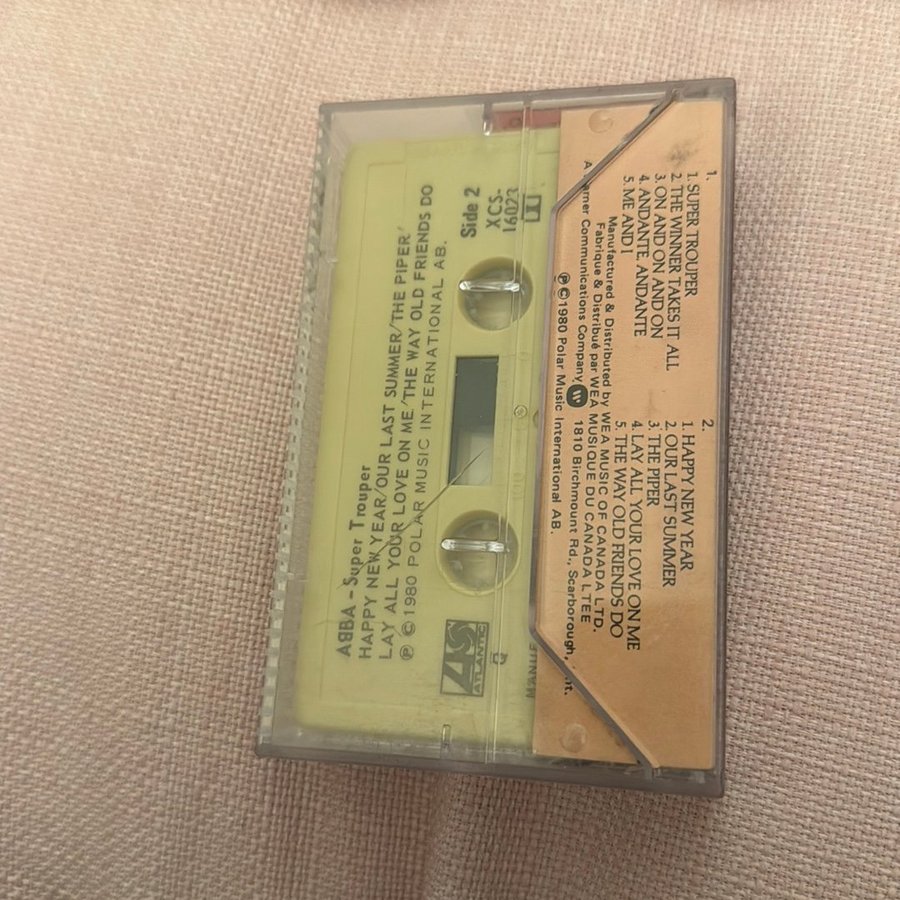 1.
1. SUPER TROUPER
2. THE WINNER TAKES IT ALL
3. ON AND ON AND ON
4. ANDANTE, ANDANTE
5. ME AND I
2.
1. HAPPY NEW YEAR
2. OUR LAST SUMMER
3. THE PIPER
4. LAY ALL YOUR LOVE ON ME
5. THE WAY OLD FRIENDS DO
Manufactured & Distributed by WEA MUSIC OF CANADA LTD.
Fabriqué & Distribué par WEA MUSIQUE DU CANADA LTEE
A Communications Company 1810 Birchmount Rd., Scarborough,
℗ © 1980 Polar Music International AB.
ABBA - Super Trouper
HAPPY NEW YEAR/OUR LAST SUMMER/THE PIPER/
LAY ALL YOUR LOVE ON ME/THE WAY OLD FRIENDS DO
℗ © 1980 POLAR MUSIC INTERNATIONAL AB.
Side 2
XCS-
16023
ATLANTIC